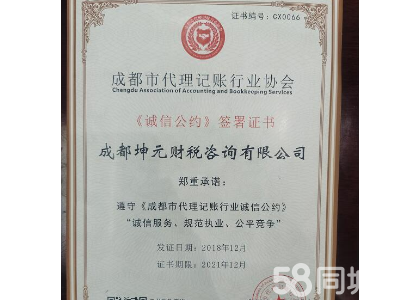 证书编号：CX0066
成都市代理记账行业协会
Chengdu Association of Accounting and Bookkeeping Services
《诚信公约》签署证书
成都坤元财税咨询有限公司
郑重承诺：
遵守《成都市代理记账行业诚信公约》
“诚信服务、规范执业、公平竞争”
发证日期：2018年12月
证书期限：2021年12月
58同城